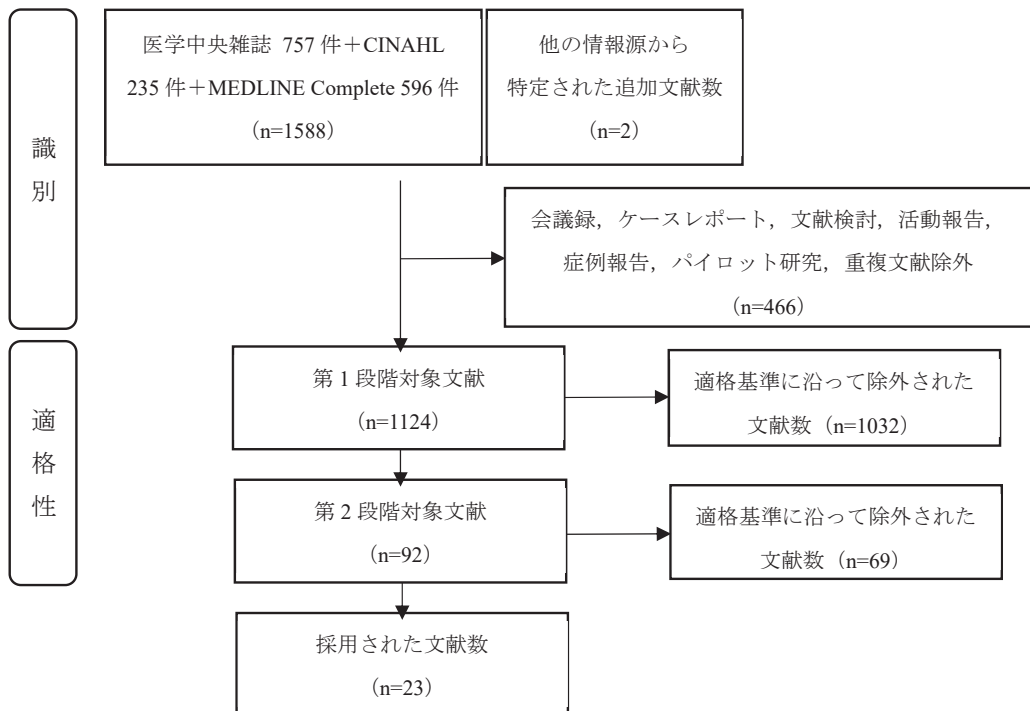 識別
医学中央雑誌 757 件＋CINAHL
235 件＋MEDLINE Complete 596 件
（n=1588）
他の情報源から
特定された追加文献数
（n=2）
会議録，ケースレポート，文献検討，活動報告，
症例報告，パイロット研究，重複文献除外
（n=466）
適格性
第 1 段階対象文献
（n=1124）
適格基準に沿って除外された
文献数（n=1032）
第 2 段階対象文献
（n=92）
適格基準に沿って除外された
文献数（n=69）
採用された文献数
（n=23）